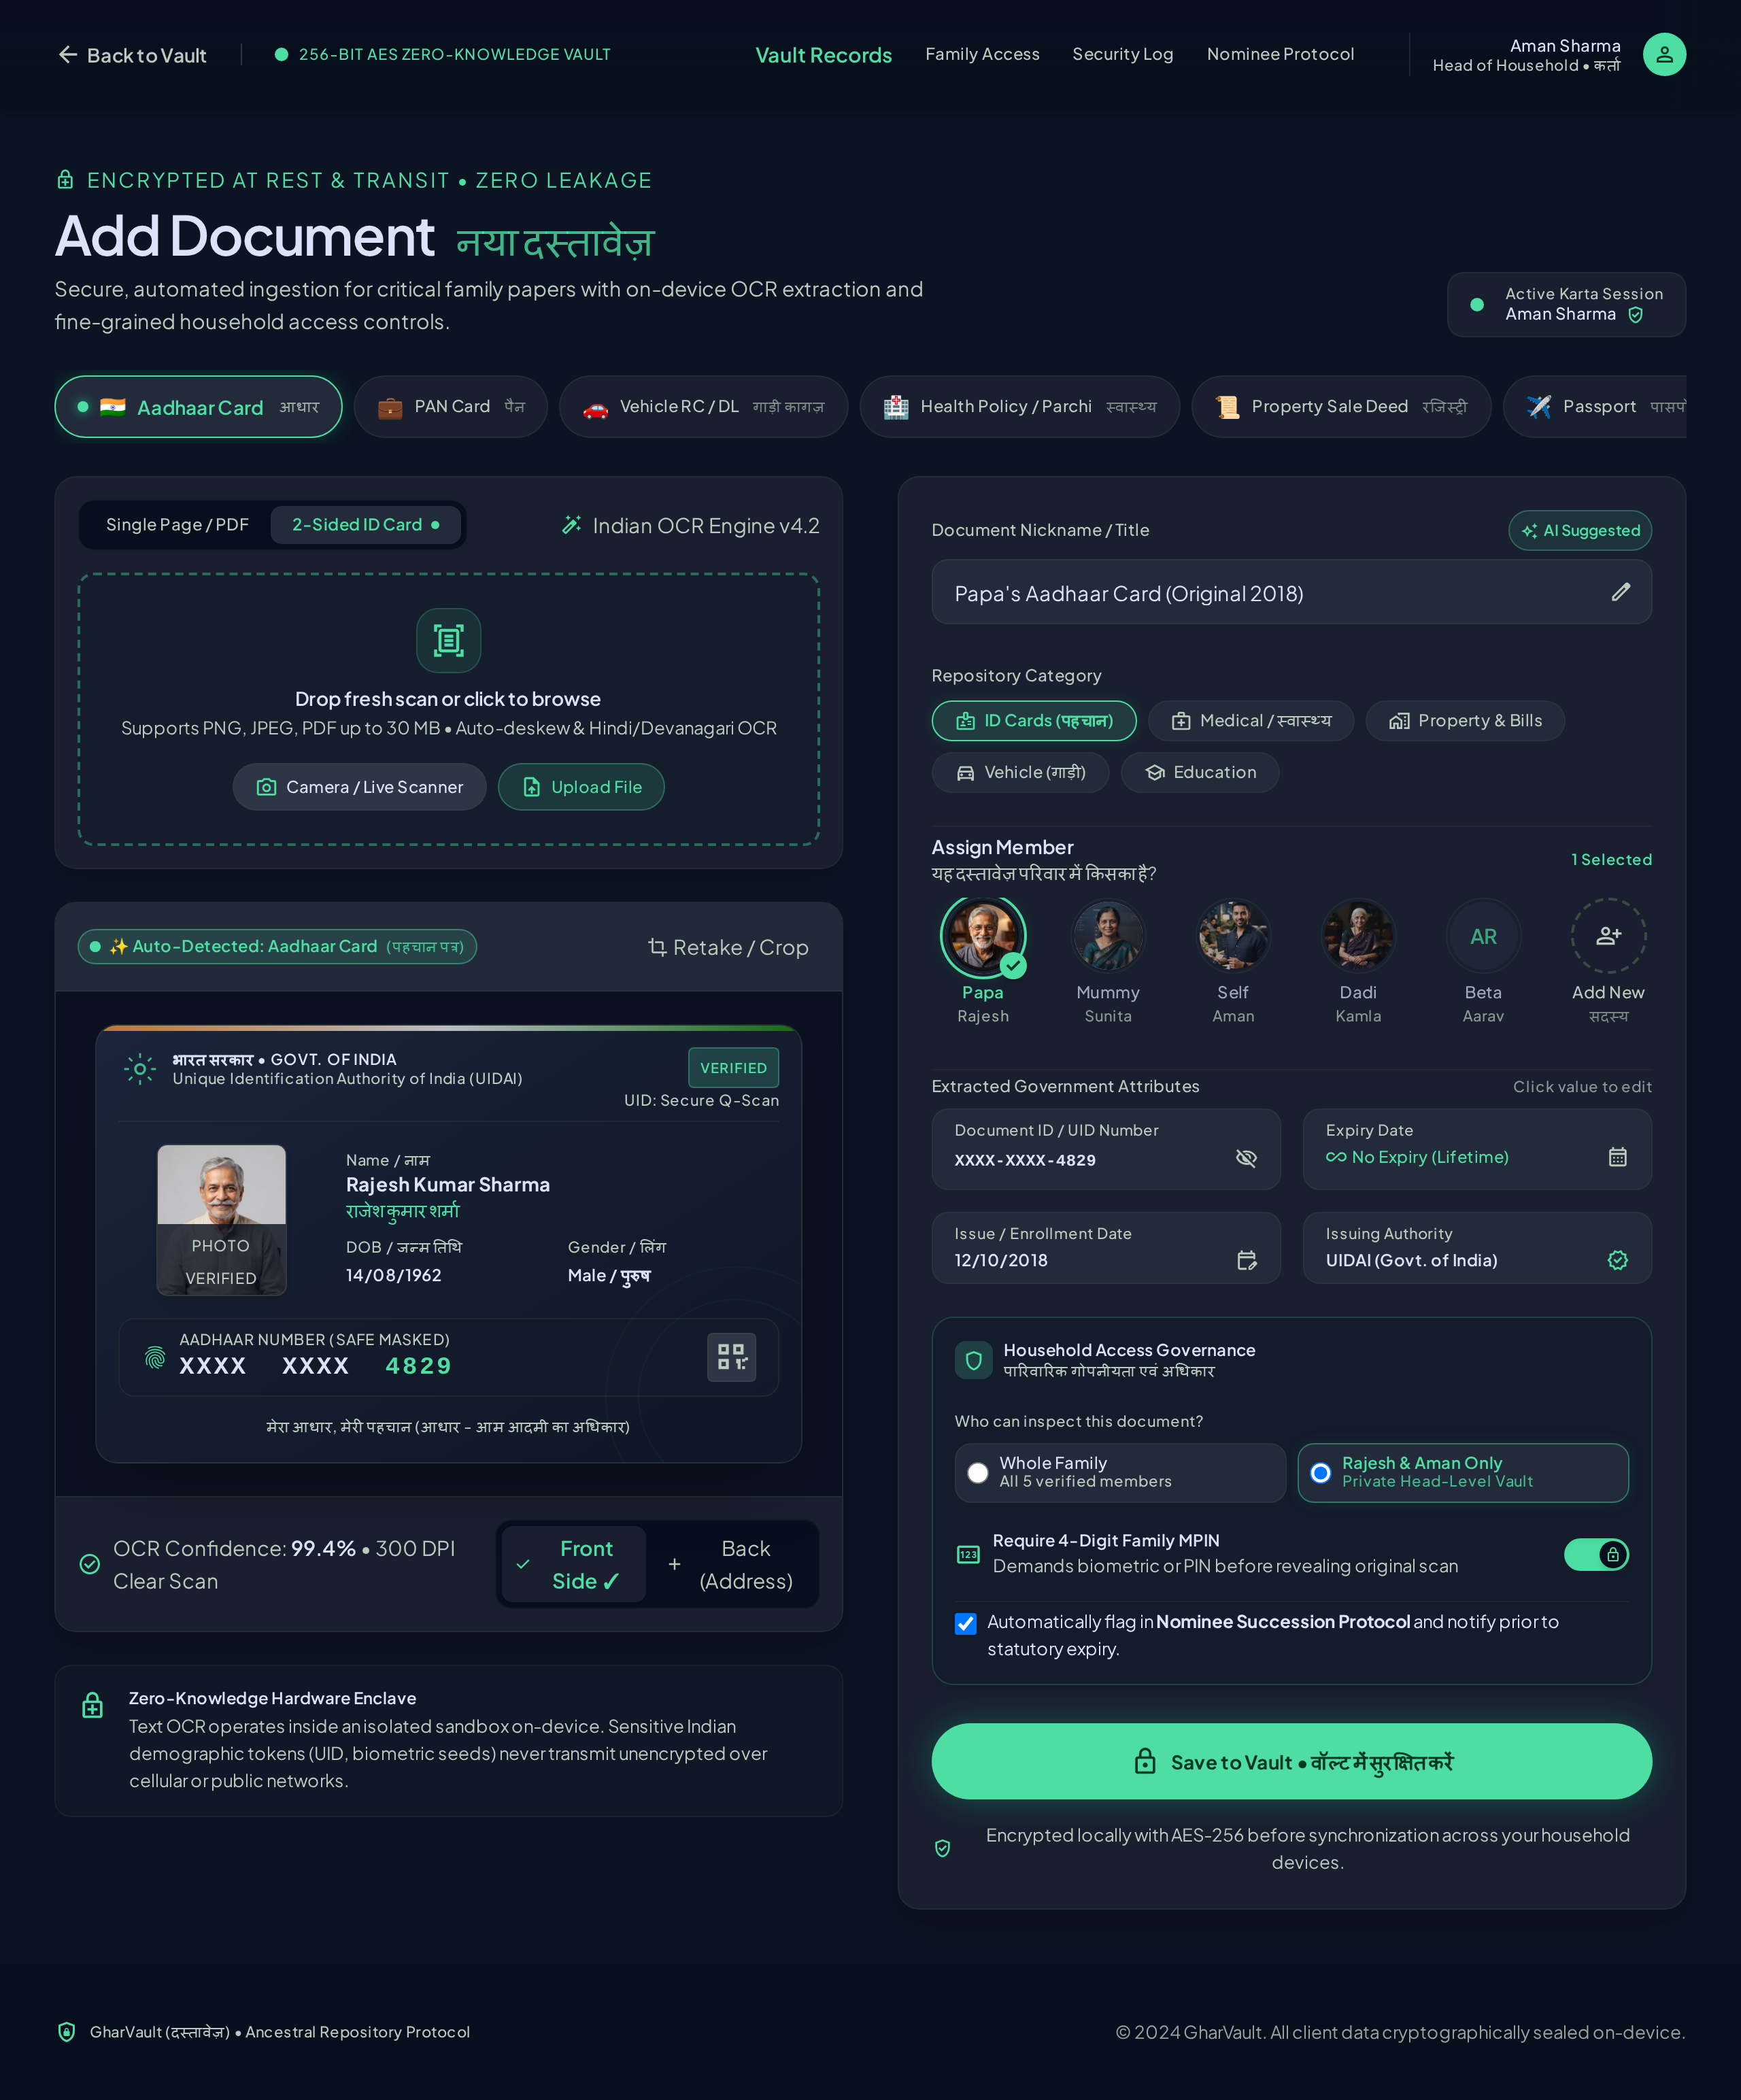 Back to Vault
256-BIT AES ZERO-KNOWLEDGE VAULT
Vault Records
Family Access
Security Log
Nominee Protocol
Aman Sharma
Head of Household • कर्ता
ENCRYPTED AT REST & TRANSIT • ZERO LEAKAGE
Add Document नया दस्तावेज़
Secure, automated ingestion for critical family papers with on-device OCR extraction and
fine-grained household access controls.
Active Karta Session
Aman Sharma
Aadhaar Card आधार
PAN Card पैन
Vehicle RC / DL गाड़ी कागज़
Health Policy / Parchi स्वास्थ्य
Property Sale Deed रजिस्ट्री
Passport
Single Page / PDF
2-Sided ID Card
Indian OCR Engine v4.2
Drop fresh scan or click to browse
Supports PNG, JPEG, PDF up to 30 MB • Auto-deskew & Hindi/Devanagari OCR
Camera / Live Scanner
Upload File
✨ Auto-Detected: Aadhaar Card (पहचान पत्र)
Retake / Crop
भारत सरकार • GOVT. OF INDIA
Unique Identification Authority of India (UIDAI)
VERIFIED
UID: Secure Q-Scan
PHOTO
VERIFIED
Name / नाम
Rajesh Kumar Sharma
राजेश कुमार शर्मा
DOB / जन्म तिथि
14/08/1962
Gender / लिंग
Male / पुरुष
AADHAAR NUMBER (SAFE MASKED)
XXXX XXXX 4829
मेरा आधार, मेरी पहचान (आधार - आम आदमी का अधिकार)
OCR Confidence: 99.4% • 300 DPI
Clear Scan
Front
Side ✓
Back
(Address)
Zero-Knowledge Hardware Enclave
Text OCR operates inside an isolated sandbox on-device. Sensitive Indian
demographic tokens (UID, biometric seeds) never transmit unencrypted over
cellular or public networks.
Document Nickname / Title
AI Suggested
Papa's Aadhaar Card (Original 2018)
Repository Category
ID Cards (पहचान)
Medical / स्वास्थ्य
Property & Bills
Vehicle (गाड़ी)
Education
Assign Member
यह दस्तावेज़ परिवार में किसका है?
1 Selected
Papa
Rajesh
Mummy
Sunita
Self
Aman
Dadi
Kamla
AR
Beta
Aarav
Add New
सदस्य
Extracted Government Attributes
Click value to edit
Document ID / UID Number
XXXX-XXXX-4829
Expiry Date
No Expiry (Lifetime)
Issue / Enrollment Date
12/10/2018
Issuing Authority
UIDAI (Govt. of India)
Household Access Governance
पारिवारिक गोपनीयता एवं अधिकार
Who can inspect this document?
Whole Family
All 5 verified members
Rajesh & Aman Only
Private Head-Level Vault
123
Require 4-Digit Family MPIN
Demands biometric or PIN before revealing original scan
Automatically flag in Nominee Succession Protocol and notify prior to
statutory expiry.
Save to Vault • वॉल्ट में सुरक्षित करें
Encrypted locally with AES-256 before synchronization across your household
devices.
GharVault (दस्तावेज़) • Ancestral Repository Protocol
© 2024 GharVault. All client data cryptographically sealed on-device.